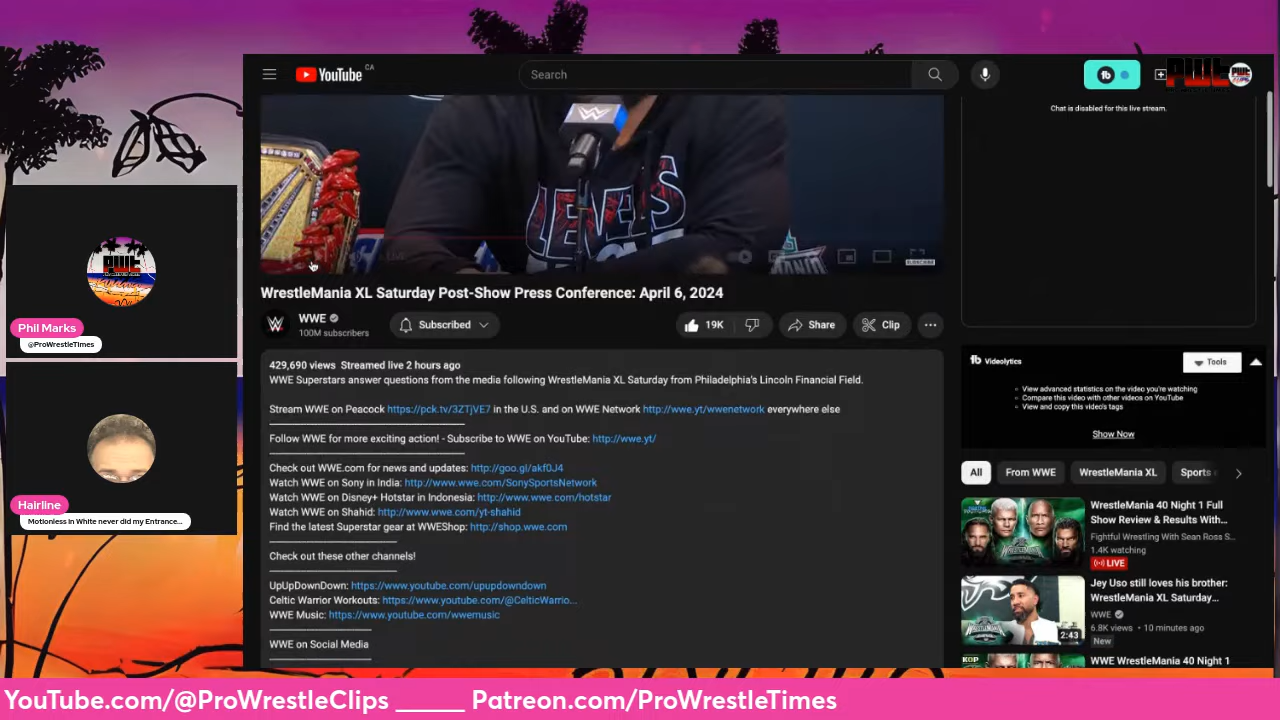 YouTube CA
Search
PWT
Chat is disabled for this live stream.
LEVELS
WrestleMania XL Saturday Post-Show Press Conference: April 6, 2024
WWE
100M subscribers
Subscribed
19K
Share
Clip
429,690 views Streamed live 2 hours ago
WWE Superstars answer questions from the media following WrestleMania XL Saturday from Philadelphia's Lincoln Financial Field.
Stream WWE on Peacock https://pck.tv/3ZTjVE7 in the U.S. and on WWE Network http://wwe.yt/wwenetwork everywhere else
Follow WWE for more exciting action! - Subscribe to WWE on YouTube: http://wwe.yt/
Check out WWE.com for news and updates: http://goo.gl/akf0J4
Watch WWE on Sony in India: http://www.wwe.com/SonySportsNetwork
Watch WWE on Disney+ Hotstar in Indonesia: http://www.wwe.com/hotstar
Watch WWE on Shahid: http://www.wwe.com/yt-shahid
Find the latest Superstar gear at WWEShop: http://shop.wwe.com
Check out these other channels!
UpUpDownDown: https://www.youtube.com/upupdowndown
Celtic Warrior Workouts: https://www.youtube.com/@CelticWarrio...
WWE Music: https://www.youtube.com/wwemusic
WWE on Social Media
Videolytics
Tools
View advanced statistics on the video you're watching
Compare this video with other videos on YouTube
View and copy this video's tags
Show Now
All
From WWE
WrestleMania XL
Sports
WrestleMania 40 Night 1 Full
Show Review & Results With...
Fightful Wrestling With Sean Ross S...
1.4K watching
LIVE
Jey Uso still loves his brother:
WrestleMania XL Saturday...
WWE
6.8K views • 10 minutes ago
New
2:43
WWE WrestleMania 40 Night 1
PWT
Phil Marks
@ProWrestleTimes
Hairline
Motionless in White never did my Entrance...
YouTube.com/@ProWrestleClips _____ Patreon.com/ProWrestleTimes